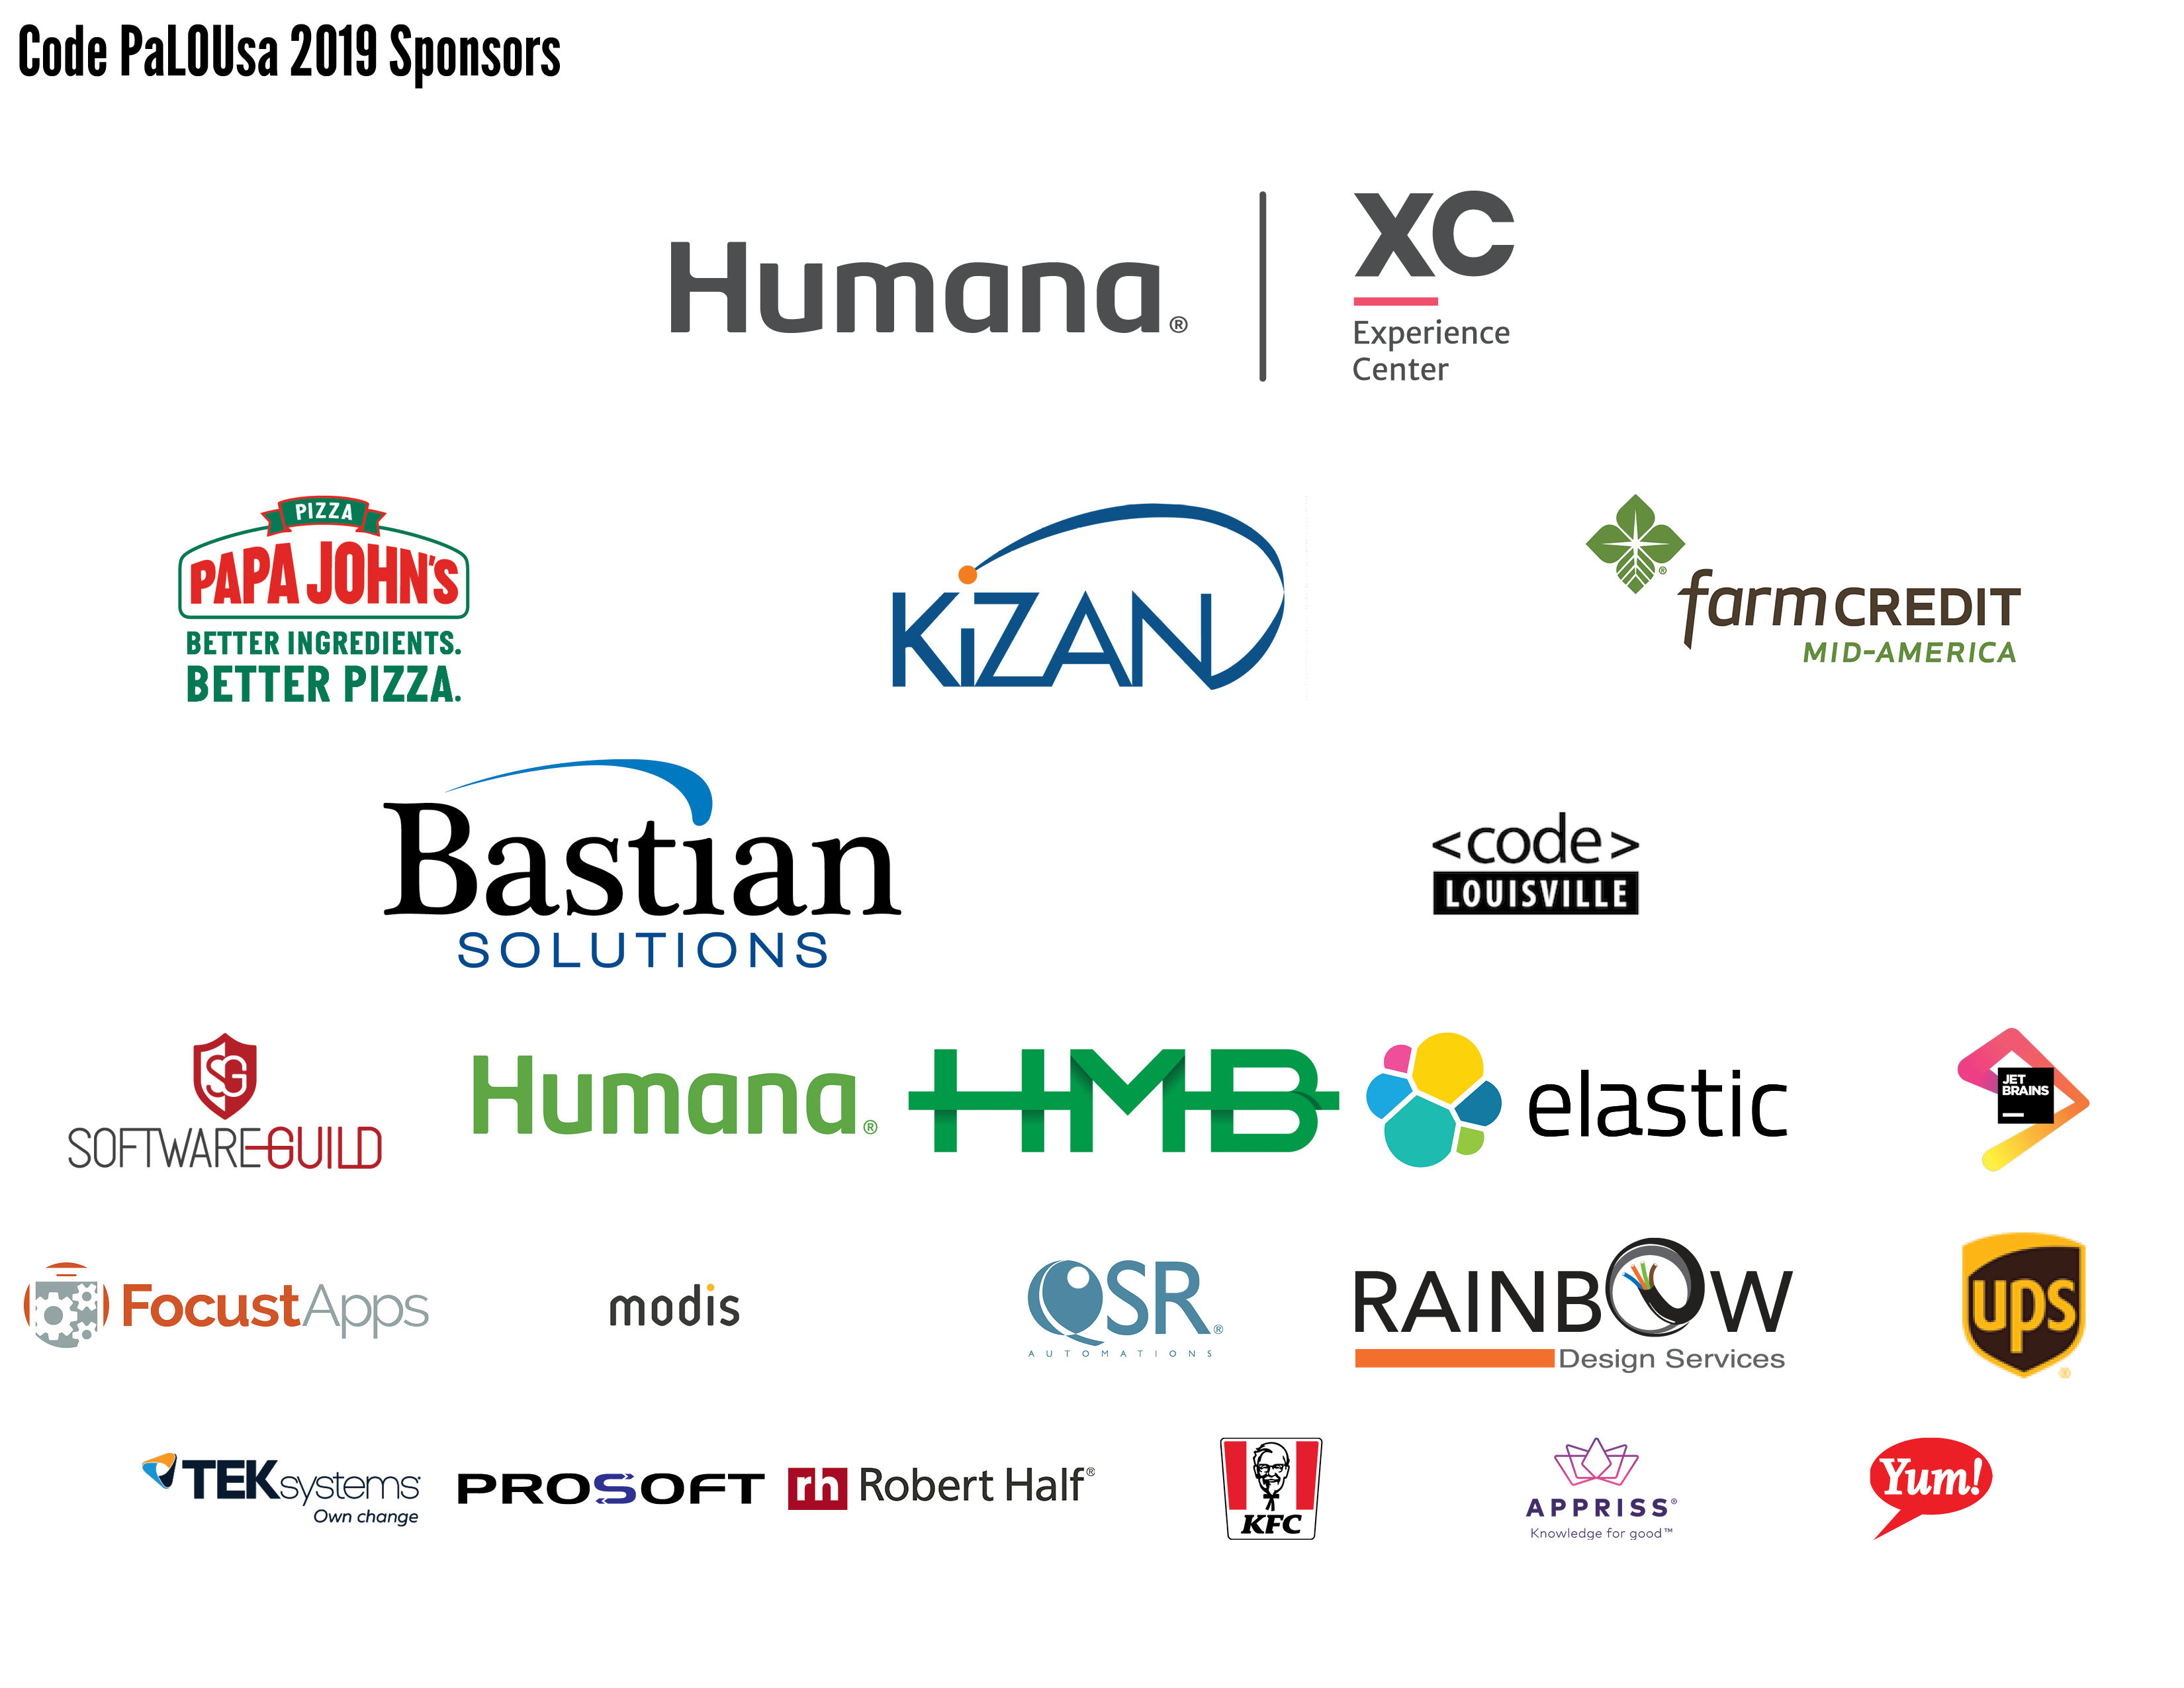 Code PaLOUsa 2019 Sponsors
Humana®
XC
Experience
Center
PIZZA
PAPA JOHN'S
BETTER INGREDIENTS.
BETTER PIZZA.
KiZAN
farm CREDIT
MID-AMERICA
Bastian
SOLUTIONS
<code>
LOUISVILLE
SG
SOFTWARE GUILD
Humana®
HMB
elastic
JET
BRAINS
FocustApps
modis
QSR®
AUTOMATIONS
RAINBOW
Design Services
ups
TEKsystems
Own change
PROSOFT
rh Robert Half®
KFC
APPRISS®
Knowledge for good™
Yum!